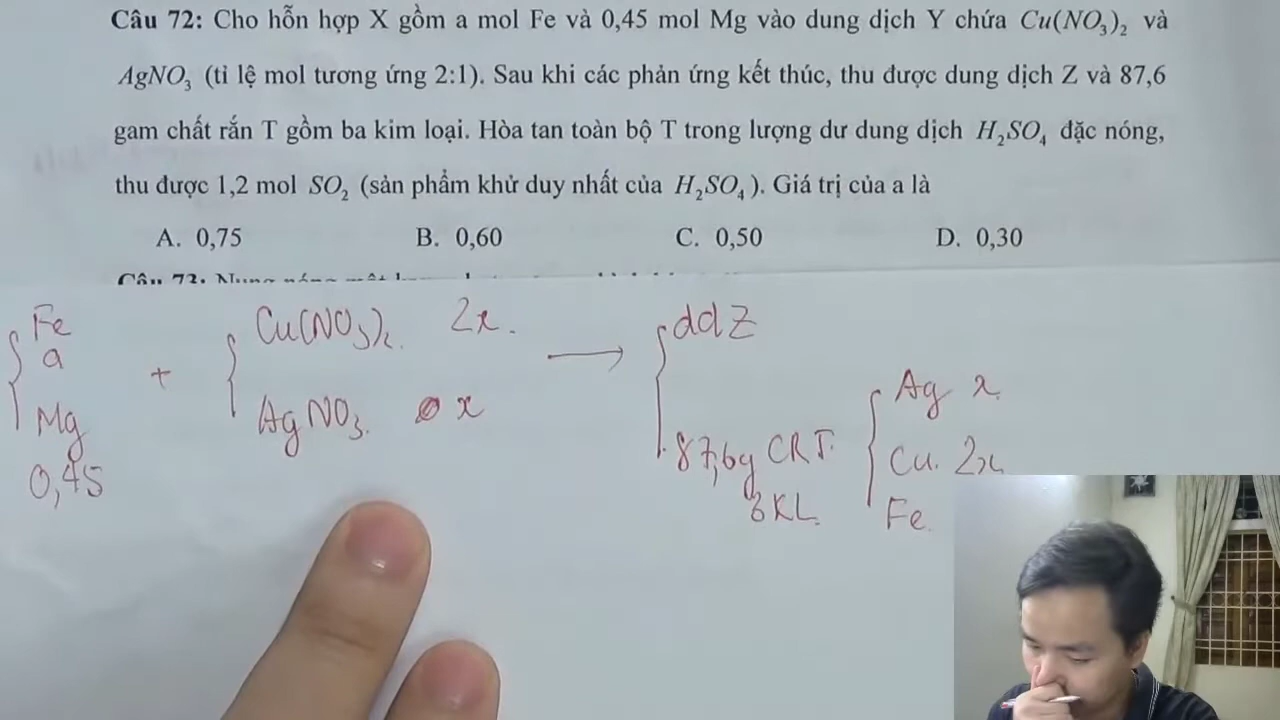 Câu 72: Cho hỗn hợp X gồm a mol Fe và 0,45 mol Mg vào dung dịch Y chứa Cu(NO₃)₂ và
AgNO₃ (tỉ lệ mol tương ứng 2:1). Sau khi các phản ứng kết thúc, thu được dung dịch Z và 87,6
gam chất rắn T gồm ba kim loại. Hòa tan toàn bộ T trong lượng dư dung dịch H₂SO₄ đặc nóng,
thu được 1,2 mol SO₂ (sản phẩm khử duy nhất của H₂SO₄). Giá trị của a là
A. 0,75 B. 0,60 C. 0,50 D. 0,30
Fe
a
+
Mg
0,45
Cu(NO₃)₂ 2x.
AgNO₃. x
ddZ
87,6g CRT.
3KL.
Ag x.
Cu. 2x
Fe.